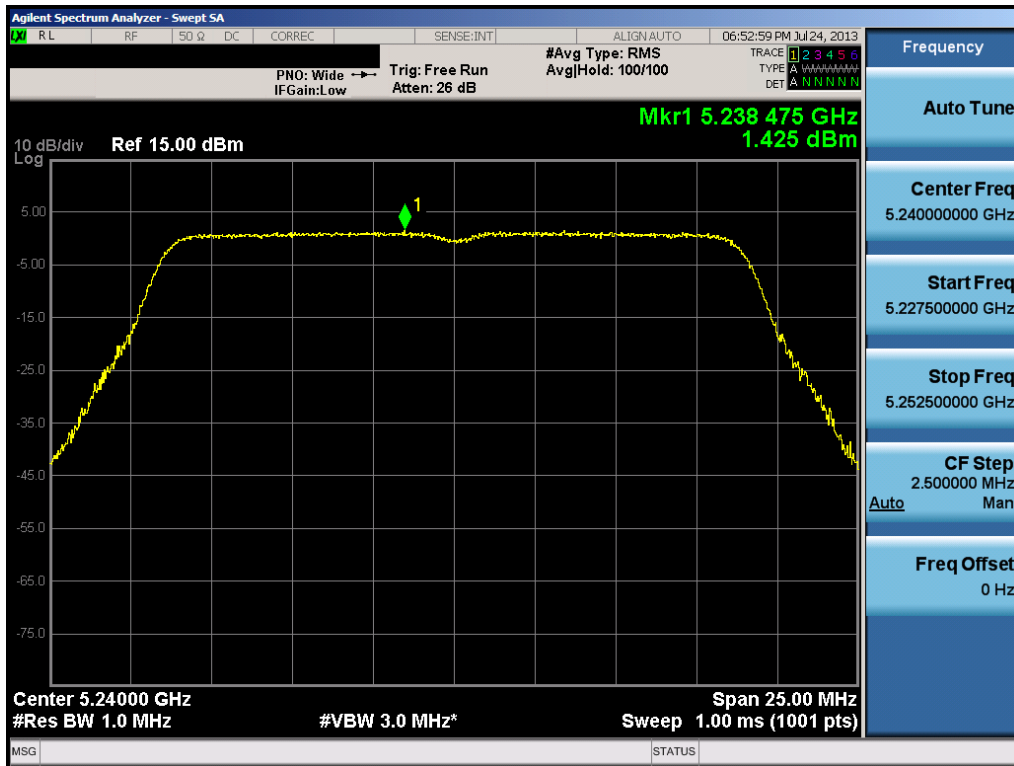 Agilent Spectrum Analyzer - Swept SA
LXI RL RF 50 Ω DC CORREC SENSE:INT ALIGN AUTO 06:52:59 PM Jul 24, 2013
PNO: Wide
IFGain:Low
Trig: Free Run
Atten: 26 dB
#Avg Type: RMS
Avg|Hold: 100/100
TRACE 1 2 3 4 5 6
TYPE A WWWWW
DET A N N N N N
Mkr1 5.238 475 GHz
1.425 dBm
10 dB/div Ref 15.00 dBm
Log
1
5.00
-5.00
-15.0
-25.0
-35.0
-45.0
-55.0
-65.0
-75.0
Center 5.24000 GHz Span 25.00 MHz
#Res BW 1.0 MHz #VBW 3.0 MHz* Sweep 1.00 ms (1001 pts)
MSG STATUS
Frequency
Auto Tune
Center Freq
5.240000000 GHz
Start Freq
5.227500000 GHz
Stop Freq
5.252500000 GHz
CF Step
2.500000 MHz
Auto Man
Freq Offset
0 Hz